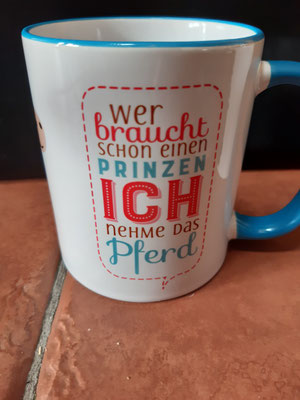 WER
braucht
SCHON EINEN
PRINZEN
ICH
NEHME DAS
Pferd